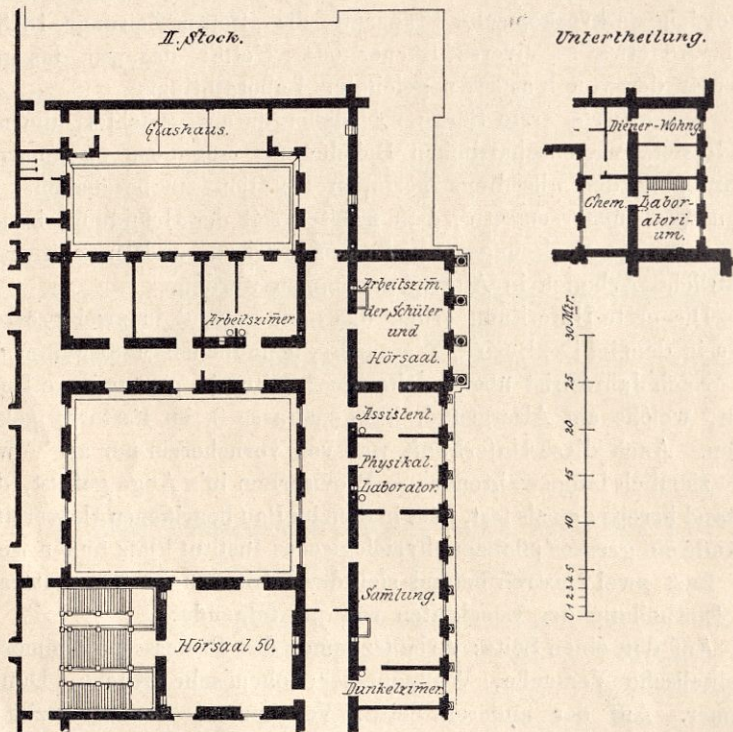 II. Stock.
Untertheilung.
Glashaus.
Diener-Wohng.
Chem.
Labor-
atorium
um.
Arbeitszimer.
Arbeitszim.
der Schüler
und
Hörsaal.
Assistent.
Physikal.
Laborator.
Samlung.
Hörsaal 50.
Dunkelzimer.
30 Mtr.
25
20
15
10
0 1 2 3 4 5